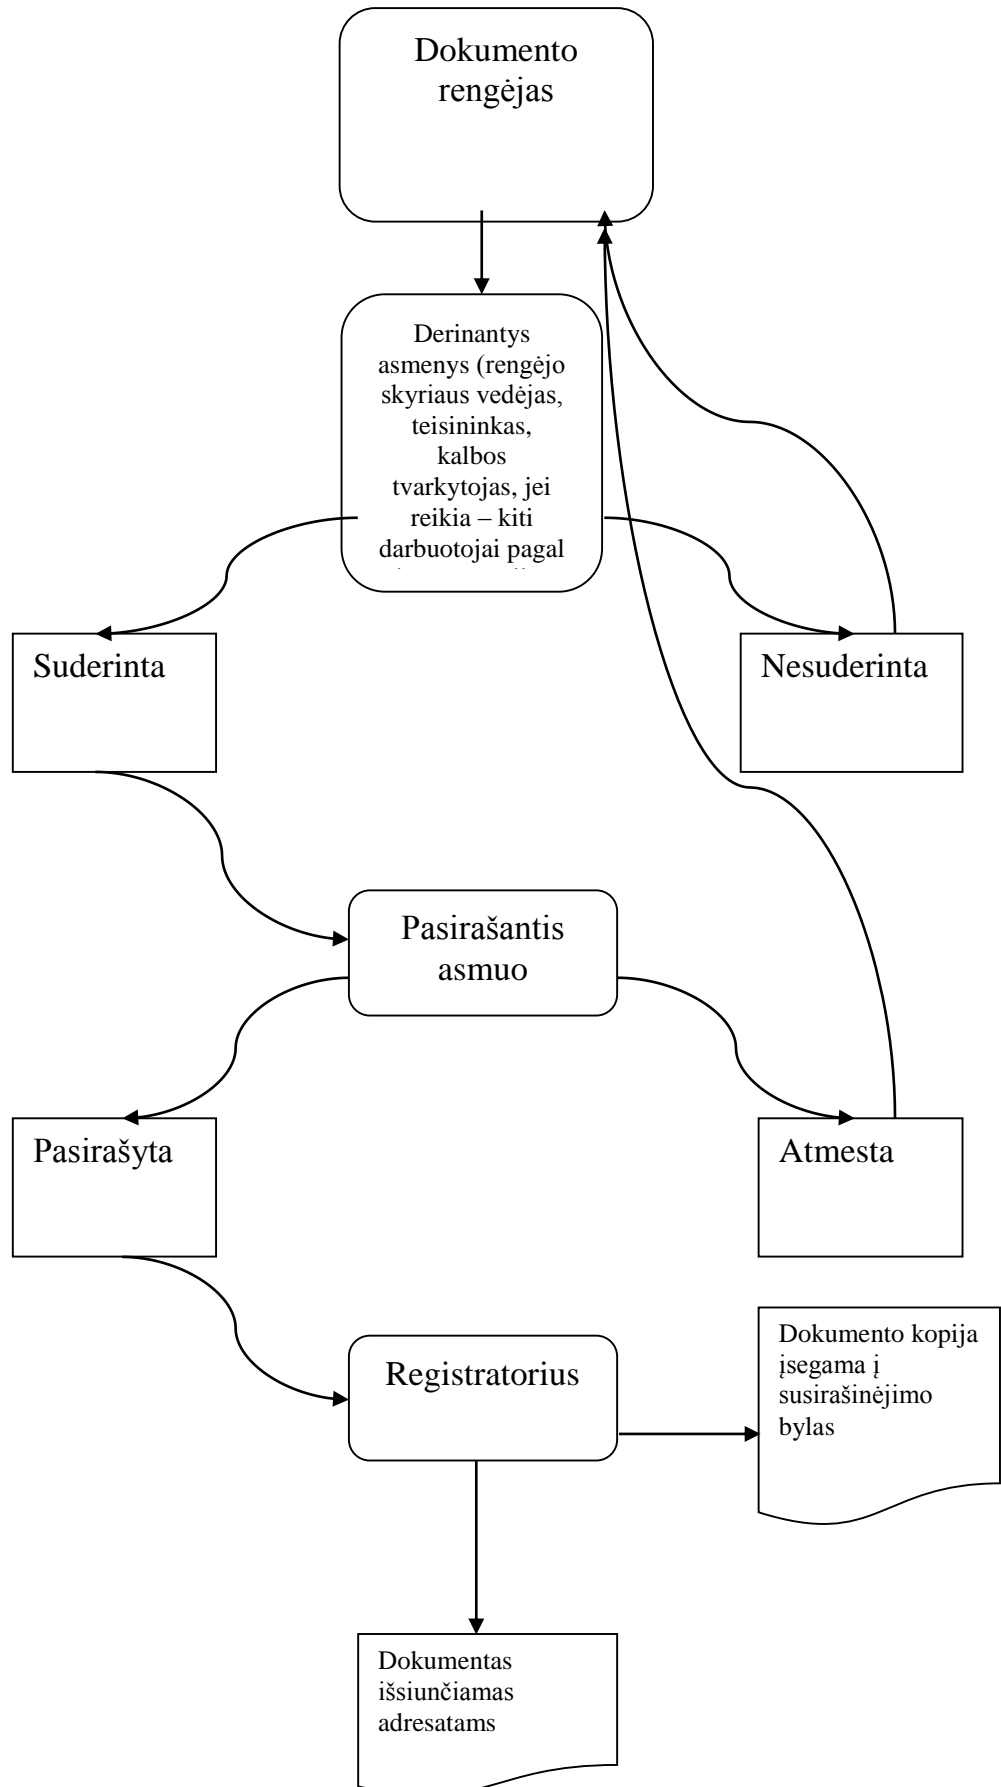 Dokumento
rengėjas
Derinantys
asmenys (rengėjo
skyriaus vedėjas,
teisininkas,
kalbos
tvarkytojas, jei
reikia – kiti
darbuotojai pagal
Suderinta
Nesuderinta
Pasirašantis
asmuo
Pasirašyta
Atmesta
Registratorius
Dokumento kopija
įsegama į
susirašinėjimo
bylas
Dokumentas
išsiunčiamas
adresatams